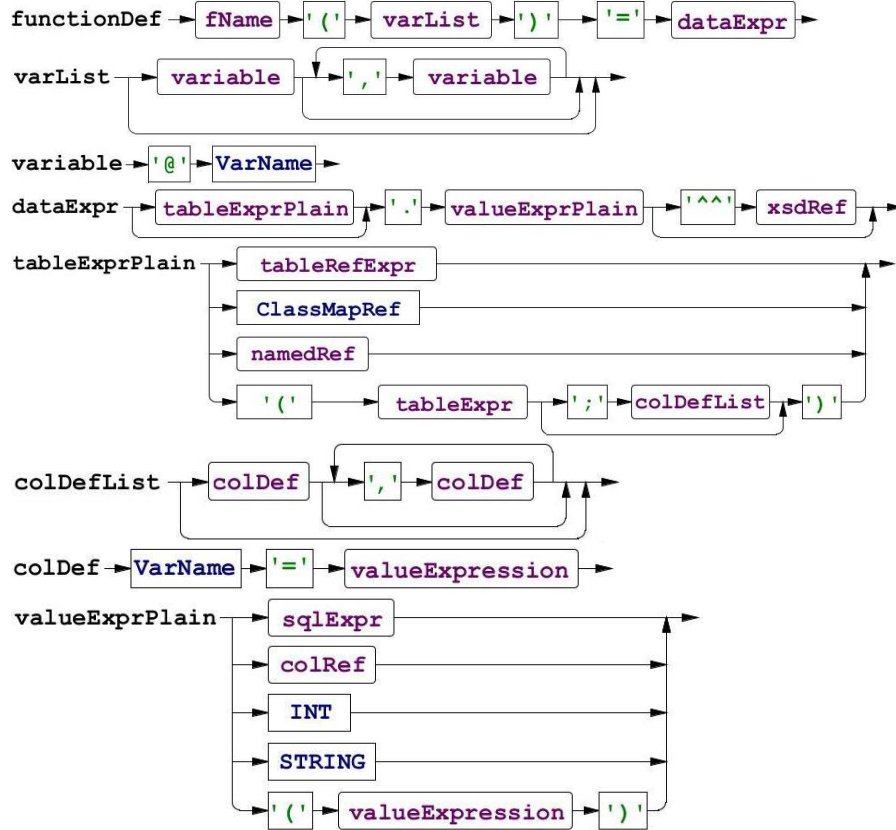 functionDef fName '(' varList ')' '=' dataExpr
varList variable ',' variable
variable '@' VarName
dataExpr tableExprPlain '.' valueExprPlain '^^' xsdRef
tableExprPlain tableRefExpr
ClassMapRef
namedRef
'(' tableExpr ';' colDefList ')'
colDefList colDef ',' colDef
colDef VarName '=' valueExpression
valueExprPlain sqlExpr
colRef
INT
STRING
'(' valueExpression ')'